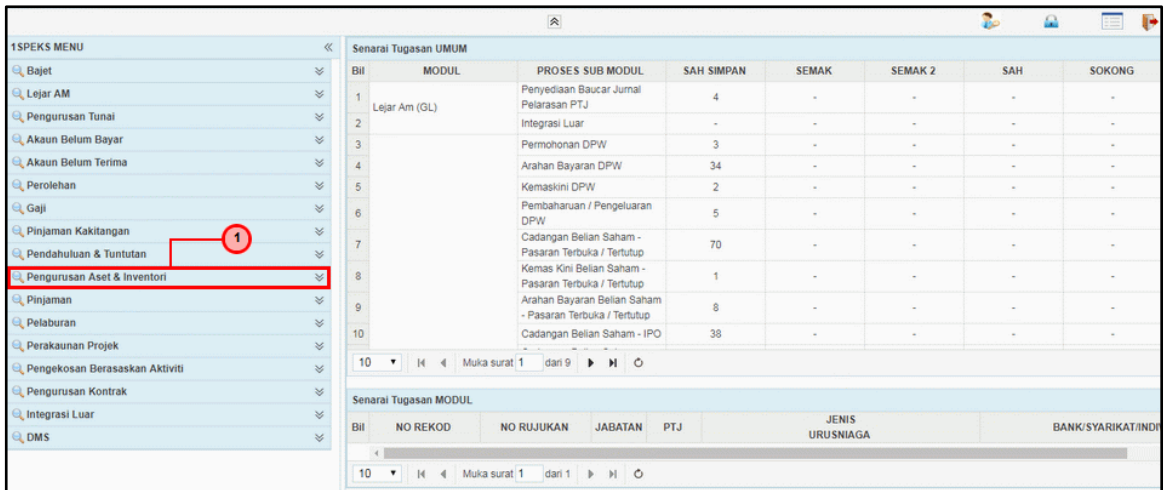 1SPEKS MENU
Bajet
Lejar AM
Pengurusan Tunai
Akaun Belum Bayar
Akaun Belum Terima
Perolehan
Gaji
Pinjaman Kakitangan
1
Pendahuluan & Tuntutan
Pengurusan Aset & Inventori
Pinjaman
Pelaburan
Perakaunan Projek
Pengekosan Berasaskan Aktiviti
Pengurusan Kontrak
Integrasi Luar
DMS
Senarai Tugasan UMUM
Bil MODUL PROSES SUB MODUL SAH SIMPAN SEMAK SEMAK 2 SAH SOKONG
1 Lejar Am (GL) Penyediaan Baucar Jurnal
Pelarasan PTJ 4 - - - -
2 Integrasi Luar - - - - -
3 Permohonan DPW 3 - - - -
4 Arahan Bayaran DPW 34 - - - -
5 Kemaskini DPW 2 - - - -
6 Pembaharuan / Pengeluaran
DPW 5 - - - -
7 Cadangan Belian Saham -
Pasaran Terbuka / Tertutup 70 - - - -
8 Kemas Kini Belian Saham -
Pasaran Terbuka / Tertutup 1 - - - -
9 Arahan Bayaran Belian Saham
- Pasaran Terbuka / Tertutup 8 - - - -
10 Cadangan Belian Saham - IPO 38 - - - -
10 Muka surat 1 dari 9
Senarai Tugasan MODUL
Bil NO REKOD NO RUJUKAN JABATAN PTJ JENIS
URUSNIAGA BANK/SYARIKAT/INDIV
10 Muka surat 1 dari 1